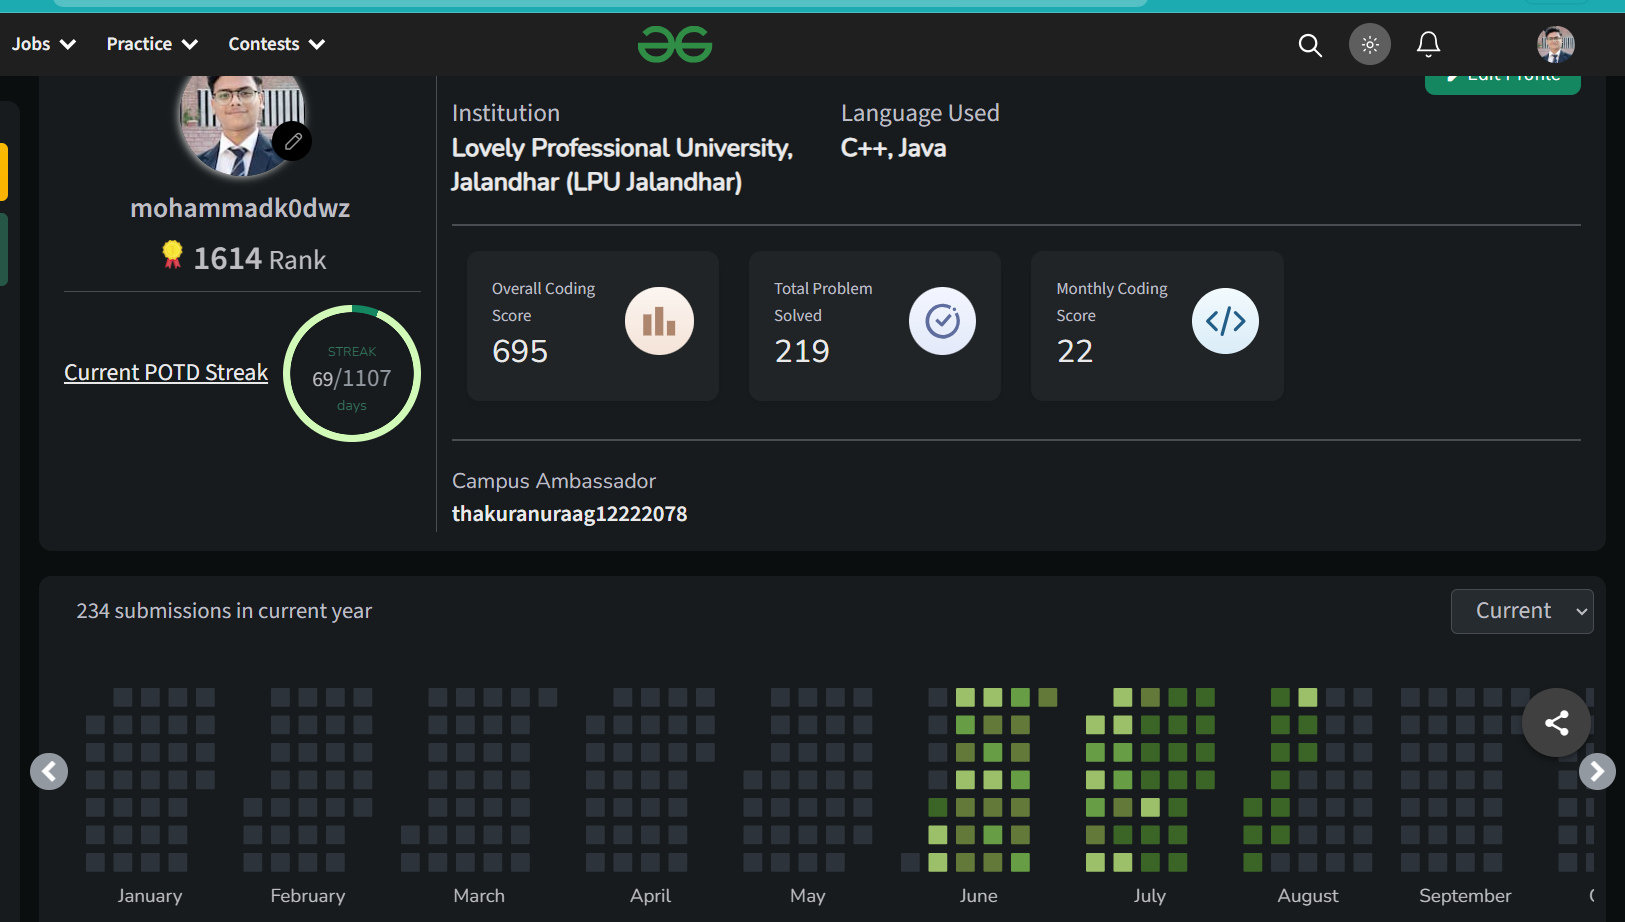 Jobs
Practice
Contests
Edit Profile
Institution
Lovely Professional University,
Jalandhar (LPU Jalandhar)
Language Used
C++, Java
mohammadk0dwz
1614 Rank
Current POTD Streak
STREAK
69/1107
days
Overall Coding
Score
695
Total Problem
Solved
219
Monthly Coding
Score
22
Campus Ambassador
thakuranuraag12222078
234 submissions in current year
Current
January
February
March
April
May
June
July
August
September